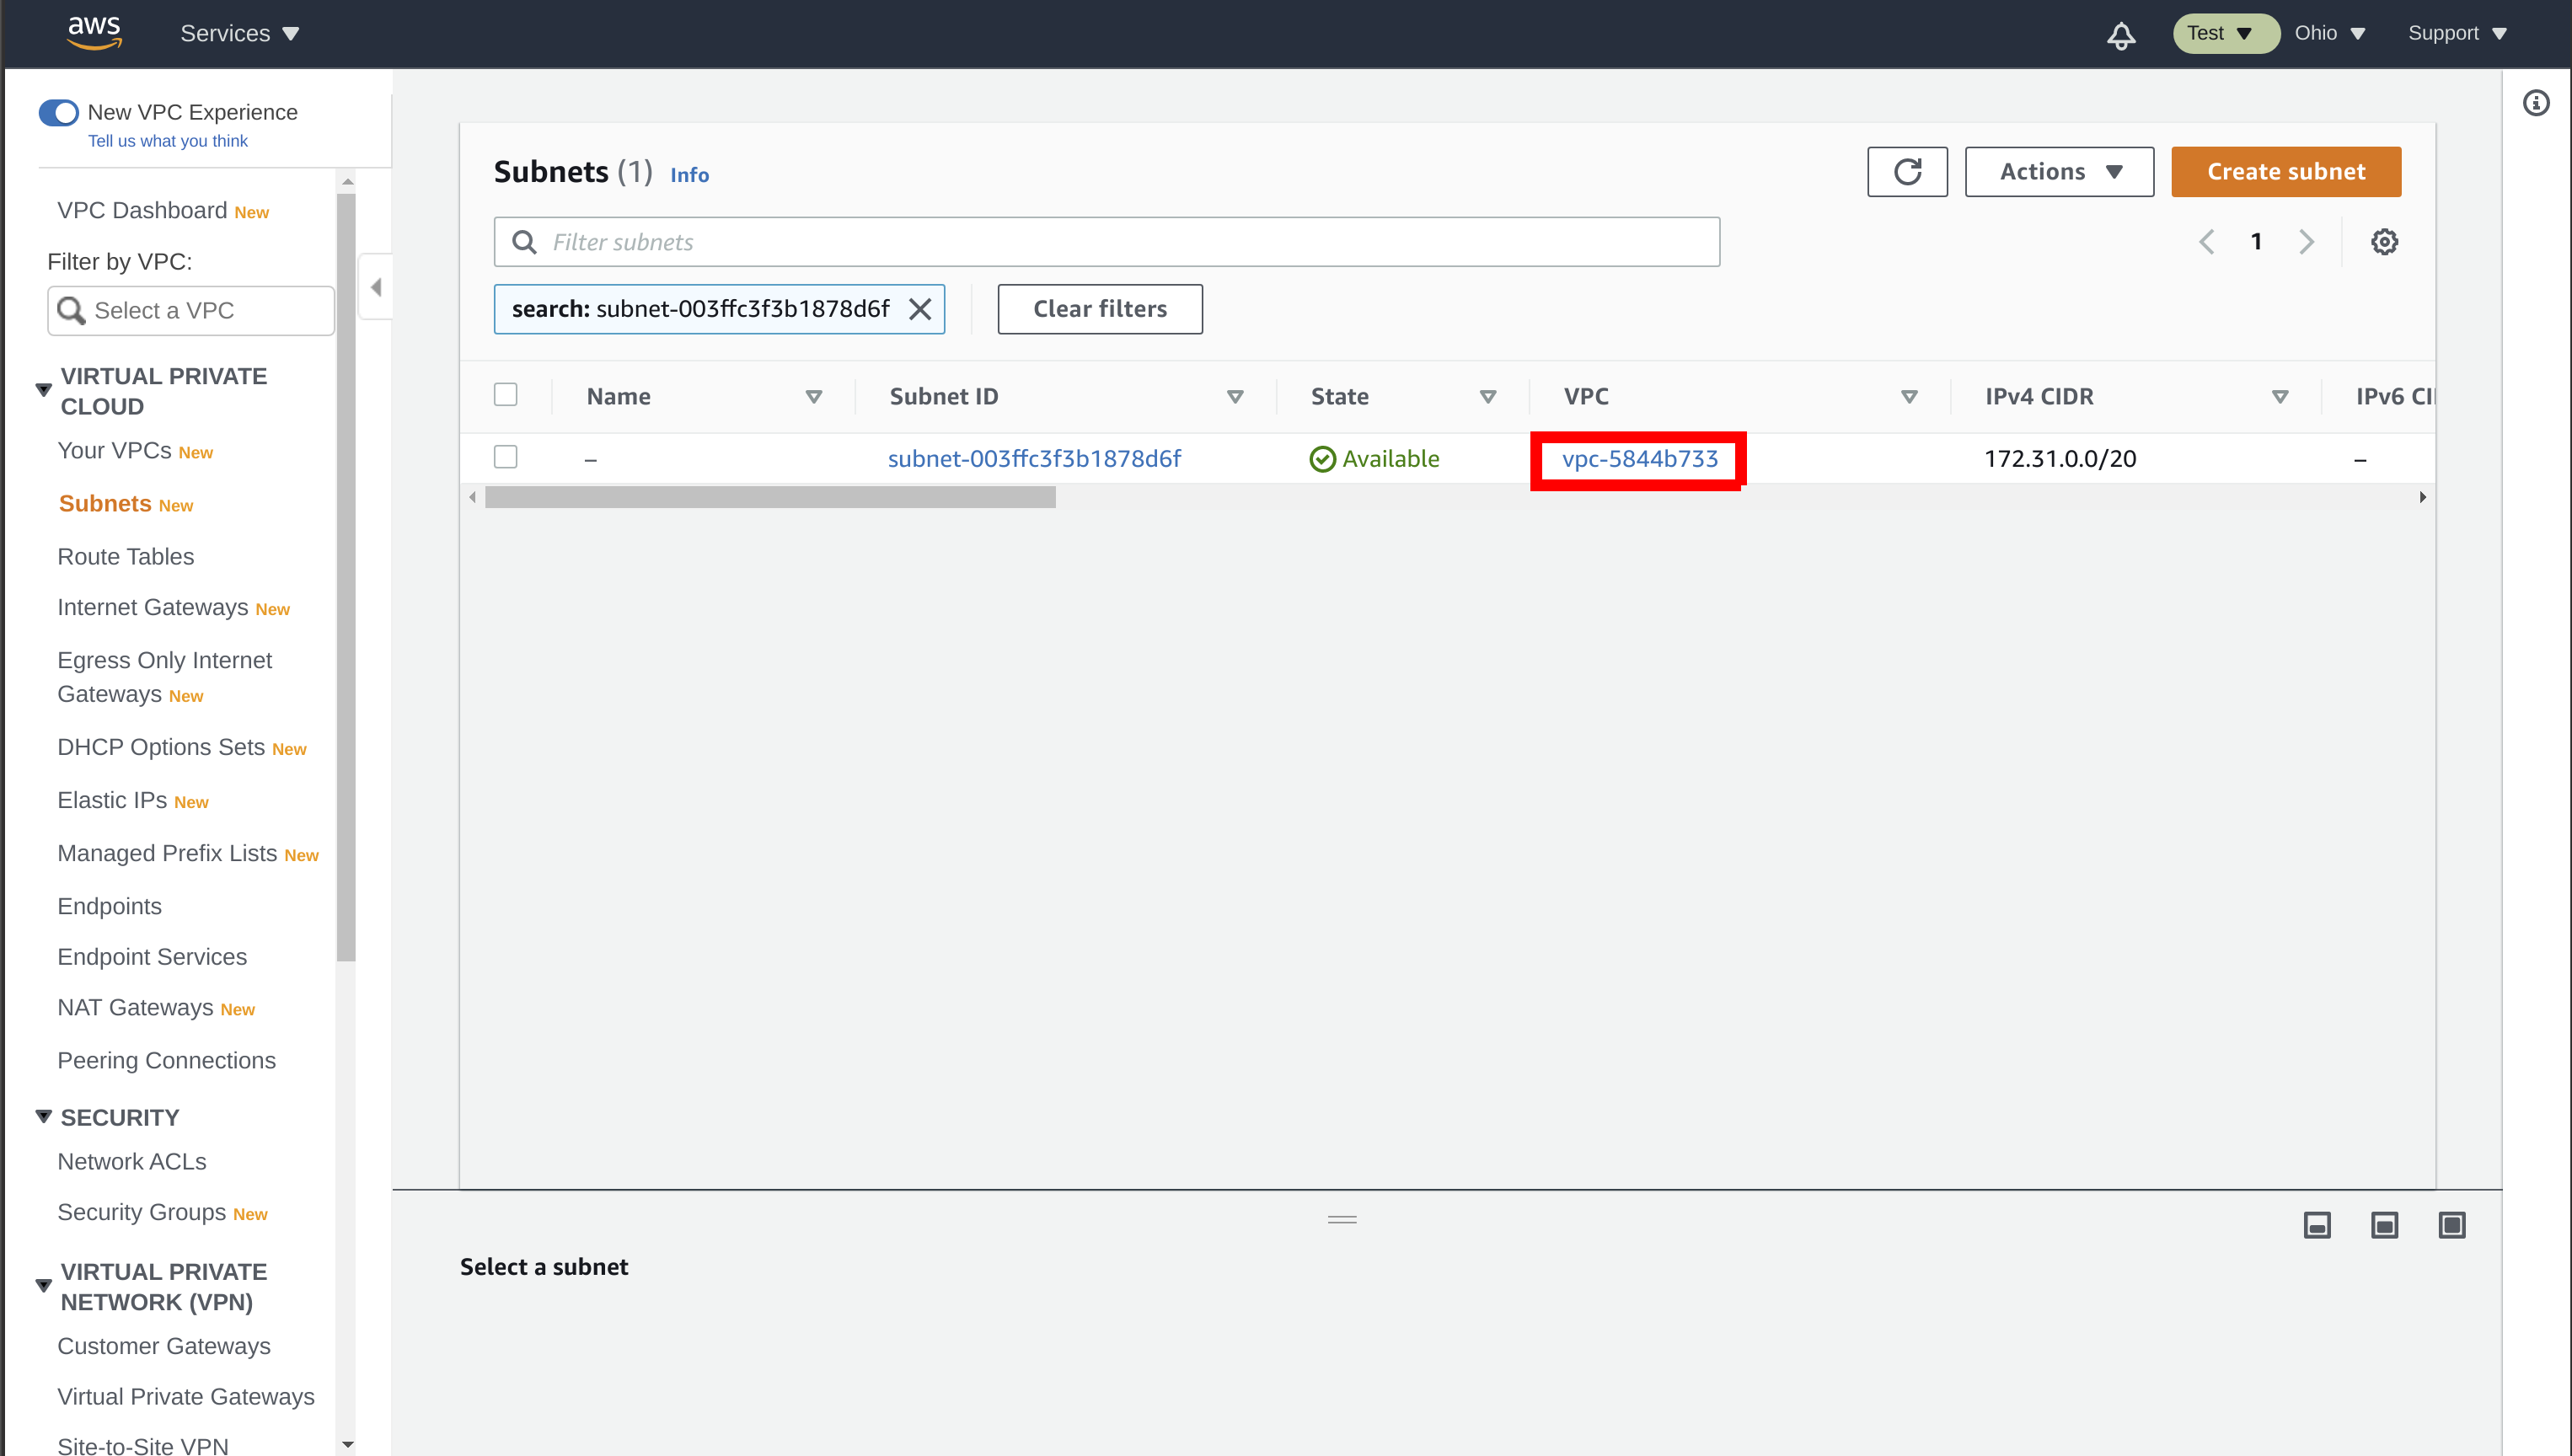 aws Services Test Ohio Support
New VPC Experience
Tell us what you think
VPC Dashboard New
Filter by VPC:
Select a VPC
VIRTUAL PRIVATE
CLOUD
Your VPCs New
Subnets New
Route Tables
Internet Gateways New
Egress Only Internet
Gateways New
DHCP Options Sets New
Elastic IPs New
Managed Prefix Lists New
Endpoints
Endpoint Services
NAT Gateways New
Peering Connections
SECURITY
Network ACLs
Security Groups New
VIRTUAL PRIVATE
NETWORK (VPN)
Customer Gateways
Virtual Private Gateways
Site-to-Site VPN
Subnets (1) Info
Actions Create subnet
Filter subnets
1
search: subnet-003ffc3f3b1878d6f Clear filters
Name Subnet ID State VPC IPv4 CIDR IPv6 CI
– subnet-003ffc3f3b1878d6f Available vpc-5844b733 172.31.0.0/20 –
Select a subnet